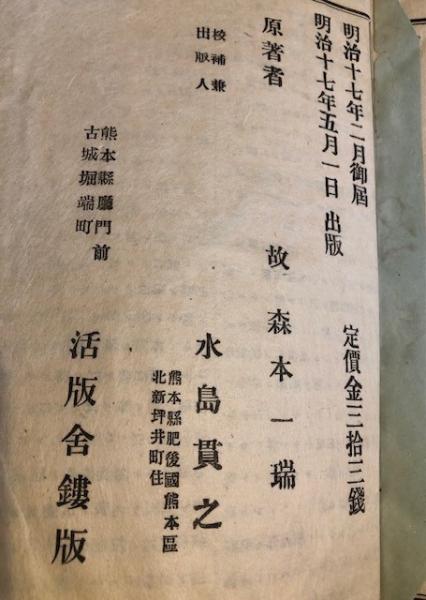 明治十七年二月御届
明治十七年五月一日 出版
定價金三拾三錢
原著者 故 森本一瑞
校補兼
出版人
熊本縣肥後國熊本區
北新坪井町住
水島貫之
熊本縣廳門前
古城堀端町
活版舍鏤版